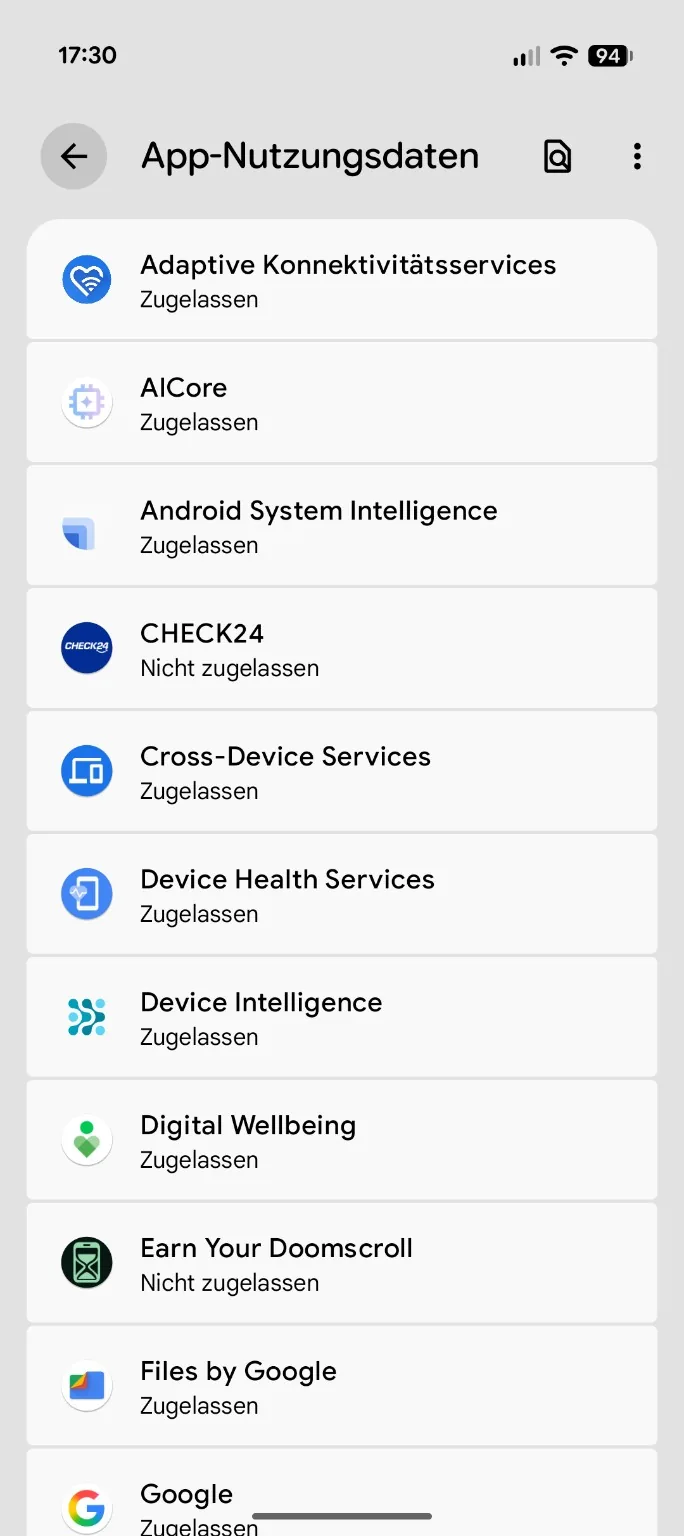 17:30
94
App-Nutzungsdaten
Adaptive Konnektivitätsservices
Zugelassen
AICore
Zugelassen
Android System Intelligence
Zugelassen
CHECK24
CHECK24
Nicht zugelassen
Cross-Device Services
Zugelassen
Device Health Services
Zugelassen
Device Intelligence
Zugelassen
Digital Wellbeing
Zugelassen
Earn Your Doomscroll
Nicht zugelassen
Files by Google
Zugelassen
Google
Zugelassen